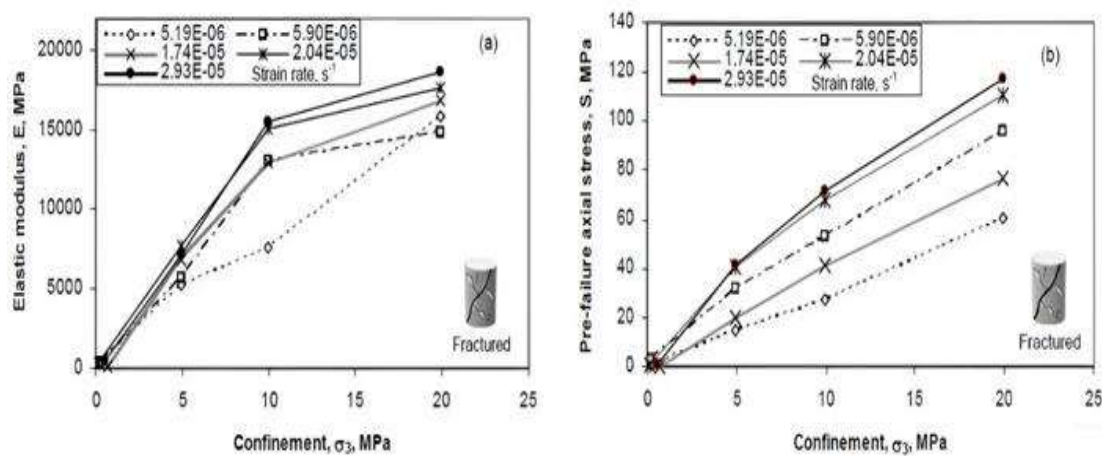 5.19E-06 5.90E-06
1.74E-05 2.04E-05
2.93E-05 Strain rate, s⁻¹
(a)
20000
15000
10000
5000
0
Elastic modulus, E, MPa
Fractured
0 5 10 15 20 25
Confinement, σ₃, MPa
5.19E-06 5.90E-06
1.74E-05 2.04E-05
2.93E-05 Strain rate, s⁻¹
(b)
140
120
100
80
60
40
20
0
Pre-failure axial stress, S, MPa
Fractured
0 5 10 15 20 25
Confinement, σ₃, MPa